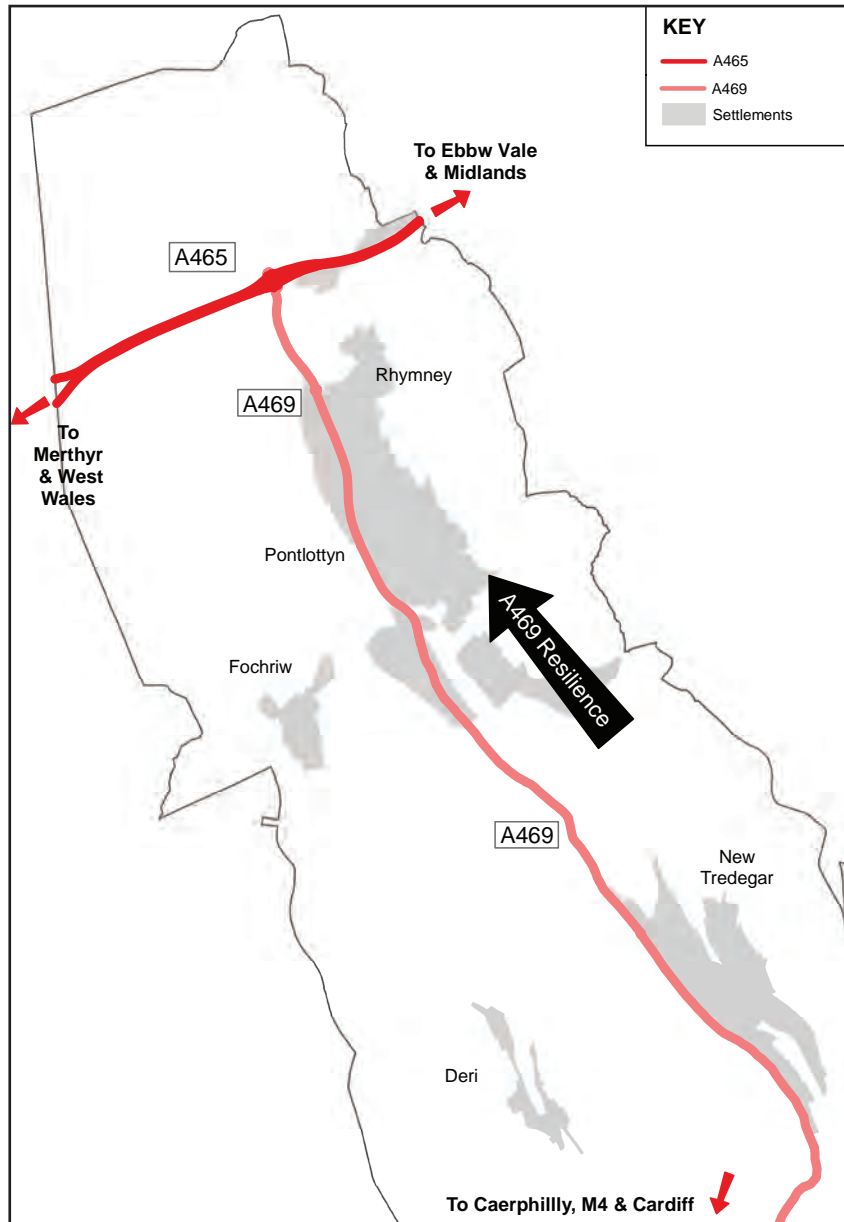 KEY
A465
A469
Settlements
To Ebbw Vale
& Midlands
A465
Rhymney
A469
To
Merthyr
& West
Wales
Pontlottyn
A469 Resilience
Fochriw
A469
New
Tredegar
Deri
To Caerphillly, M4 & Cardiff